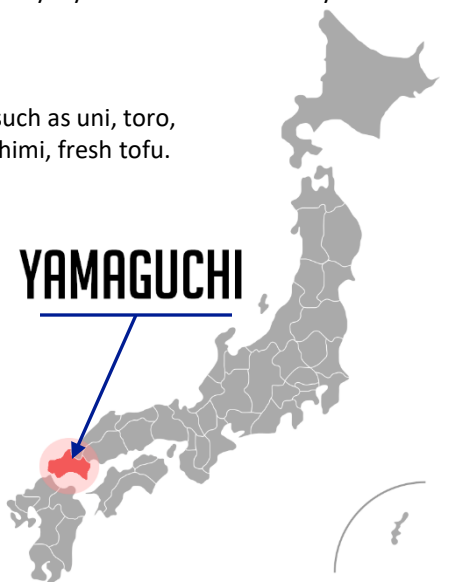 such as uni, toro,
himi, fresh tofu.
YAMAGUCHI